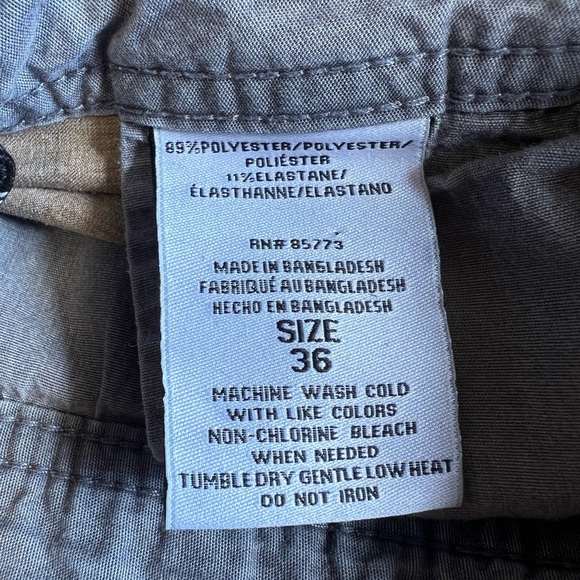 89%POLYESTER/POLYESTER/
POLIÉSTER
11%ELASTANE/
ÉLASTHANNE/ELASTANO
RN# 85773
MADE IN BANGLADESH
FABRIQUÉ AU BANGLADESH
HECHO EN BANGLADESH
SIZE
36
MACHINE WASH COLD
WITH LIKE COLORS
NON-CHLORINE BLEACH
WHEN NEEDED
TUMBLE DRY GENTLE LOW HEAT
DO NOT IRON